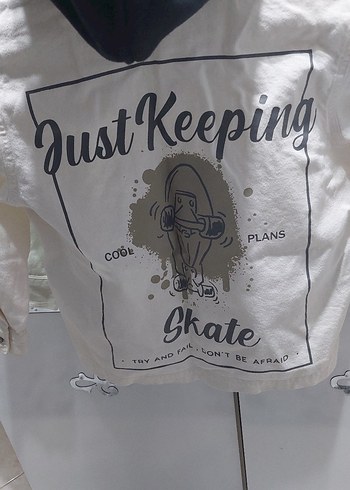 Just Keeping
COOL PLANS
Skate
· TRY AND FAIL, DON'T BE AFRAID ·